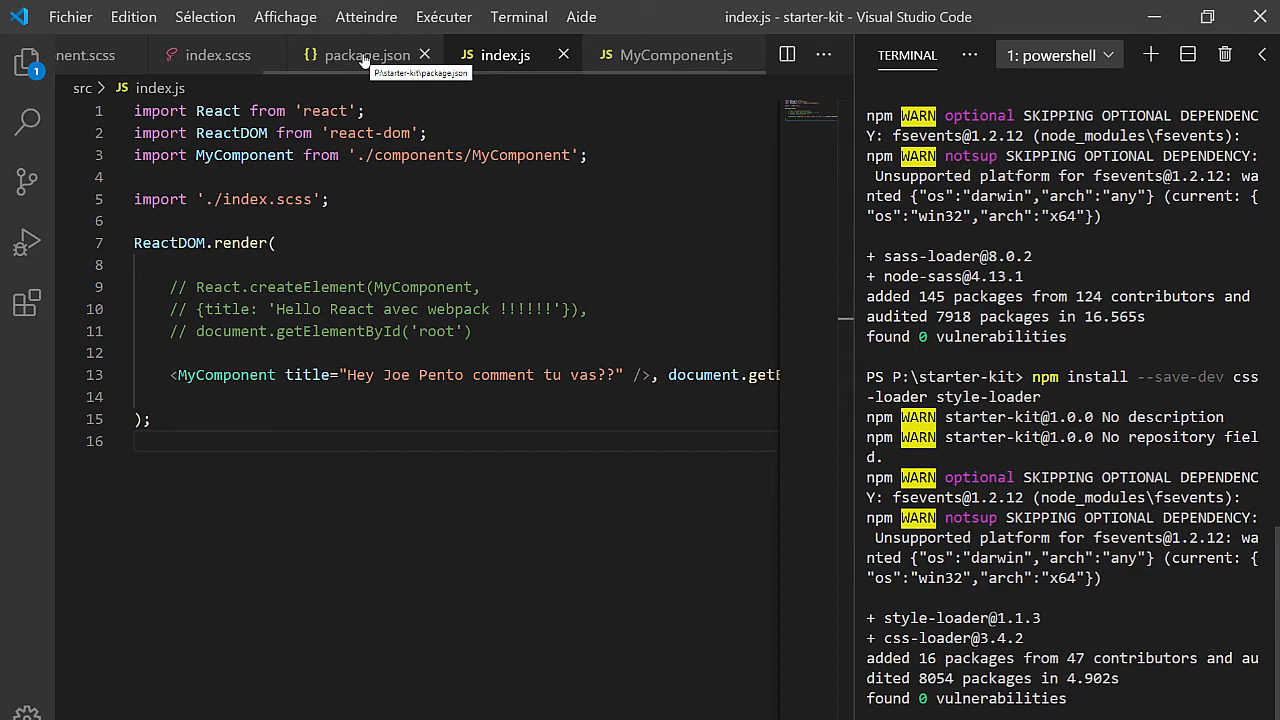 Fichier Edition Sélection Affichage Atteindre Exécuter Terminal Aide index.js - starter-kit - Visual Studio Code
nent.scss index.scss {} package.json JS index.js JS MyComponent.js
P:\starter-kit\package.json
1
src > JS index.js
1 import React from 'react';
2 import ReactDOM from 'react-dom';
3 import MyComponent from './components/MyComponent';
4
5 import './index.scss';
6
7 ReactDOM.render(
8
9 // React.createElement(MyComponent,
10 // {title: 'Hello React avec webpack !!!!!!'}),
11 // document.getElementById('root')
12
13 <MyComponent title="Hey Joe Pento comment tu vas??" />, document.getE
14
15 );
16
TERMINAL ... 1: powershell
npm WARN optional SKIPPING OPTIONAL DEPENDENC
Y: fsevents@1.2.12 (node_modules\fsevents):
npm WARN notsup SKIPPING OPTIONAL DEPENDENCY:
Unsupported platform for fsevents@1.2.12: wa
nted {"os":"darwin","arch":"any"} (current: {
"os":"win32","arch":"x64"})
+ sass-loader@8.0.2
+ node-sass@4.13.1
added 145 packages from 124 contributors and
audited 7918 packages in 16.565s
found 0 vulnerabilities
PS P:\starter-kit> npm install --save-dev css
-loader style-loader
npm WARN starter-kit@1.0.0 No description
npm WARN starter-kit@1.0.0 No repository fiel
d.
npm WARN optional SKIPPING OPTIONAL DEPENDENC
Y: fsevents@1.2.12 (node_modules\fsevents):
npm WARN notsup SKIPPING OPTIONAL DEPENDENCY:
Unsupported platform for fsevents@1.2.12: wa
nted {"os":"darwin","arch":"any"} (current: {
"os":"win32","arch":"x64"})
+ style-loader@1.1.3
+ css-loader@3.4.2
added 16 packages from 47 contributors and au
dited 8054 packages in 4.902s
found 0 vulnerabilities